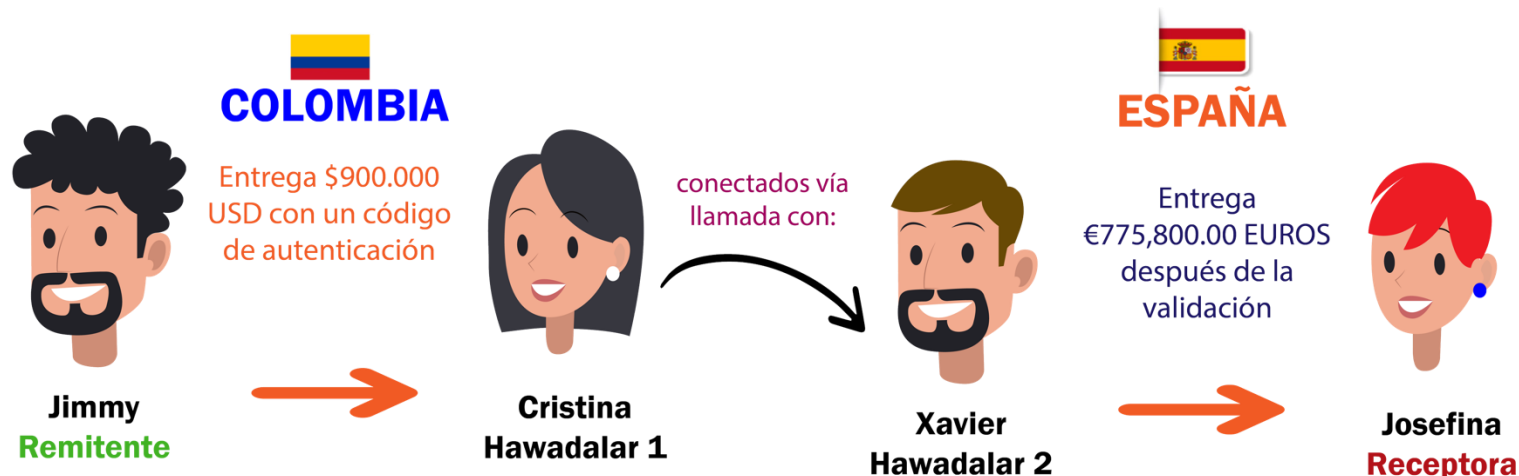 COLOMBIA
ESPAÑA
Entrega $900.000
USD con un código
de autenticación
conectados vía
llamada con:
Entrega
€775,800.00 EUROS
después de la
validación
Jimmy
Remitente
Cristina
Hawadalar 1
Xavier
Hawadalar 2
Josefina
Receptora